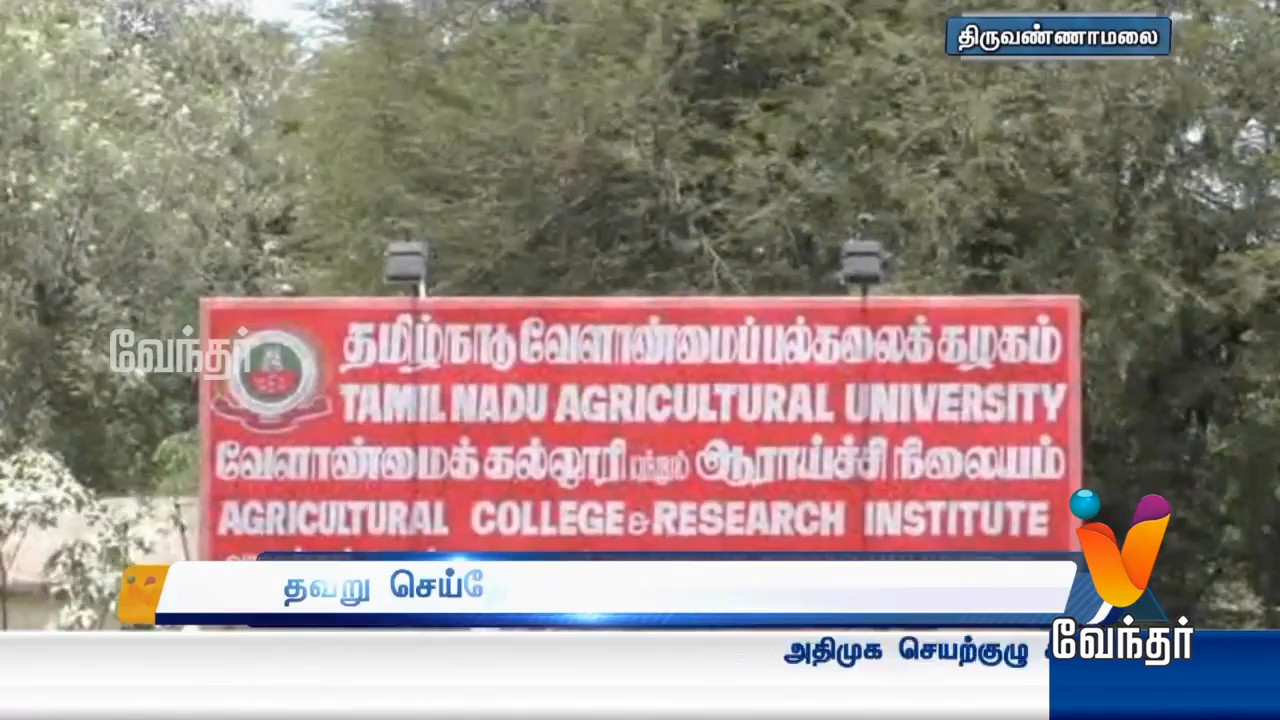 திருவண்ணாமலை
வேந்தர்
தமிழ்நாடு வேளாண்மைப் பல்கலைக் கழகம்
TAMIL NADU AGRICULTURAL UNIVERSITY
வேளாண்மைக் கல்லூரி மற்றும் ஆராய்ச்சி நிலையம்
AGRICULTURAL COLLEGE & RESEARCH INSTITUTE
தவறு
வேந்தர்
அதிமுக செயற்குழு